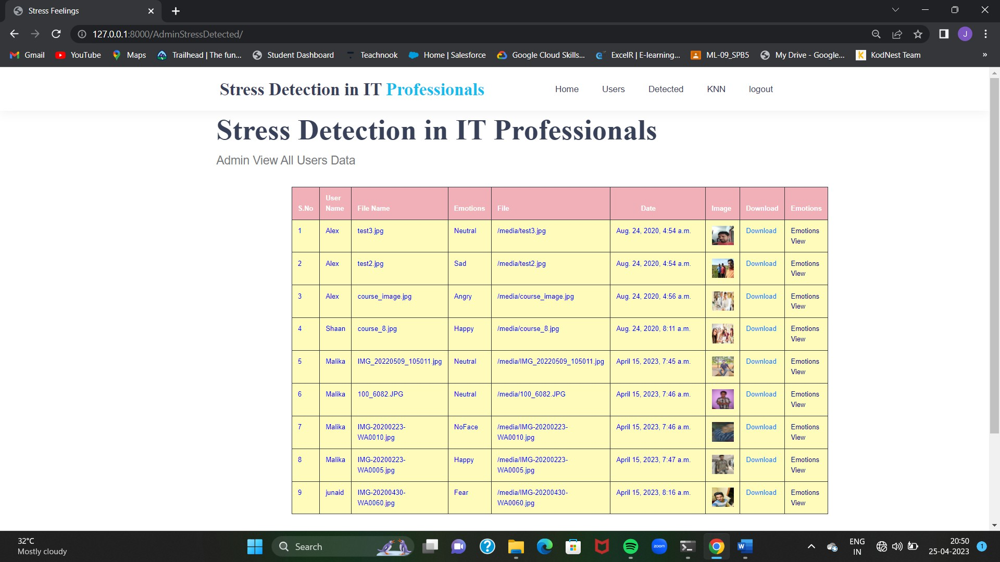 Stress Feelings
127.0.0.1:8000/AdminStressDetected/
J
Gmail YouTube Maps Trailhead | The fun... Student Dashboard Teachnook Home | Salesforce Google Cloud Skills... ExcelR | E-learning... ML-09_SPB5 My Drive - Google... KodNest Team »
Stress Detection in IT Professionals Home Users Detected KNN logout
Stress Detection in IT Professionals
Admin View All Users Data
S.No User Name File Name Emotions File Date Image Download Emotions
1 Alex test3.jpg Neutral /media/test3.jpg Aug. 24, 2020, 4:54 a.m. Download Emotions
View
2 Alex test2.jpg Sad /media/test2.jpg Aug. 24, 2020, 4:54 a.m. Download Emotions
View
3 Alex course_image.jpg Angry /media/course_image.jpg Aug. 24, 2020, 4:56 a.m. Download Emotions
View
4 Shaan course_8.jpg Happy /media/course_8.jpg Aug. 24, 2020, 8:11 a.m. Download Emotions
View
5 Malika IMG_20220509_105011.jpg Neutral /media/IMG_20220509_105011.jpg April 15, 2023, 7:45 a.m. Download Emotions
View
6 Malika 100_6082.JPG Neutral /media/100_6082.JPG April 15, 2023, 7:46 a.m. Download Emotions
View
7 Malika IMG-20200223- NoFace /media/IMG-20200223- April 15, 2023, 7:46 a.m. Download Emotions
WA0010.jpg WA0010.jpg View
8 Malika IMG-20200223- Happy /media/IMG-20200223- April 15, 2023, 7:47 a.m. Download Emotions
WA0005.jpg WA0005.jpg View
9 junaid IMG-20200430- Fear /media/IMG-20200430- April 15, 2023, 8:16 a.m. Download Emotions
WA0060.jpg WA0060.jpg View
32°C
Mostly cloudy
Search
zoom
W
ENG
IN
20:50
25-04-2023
1